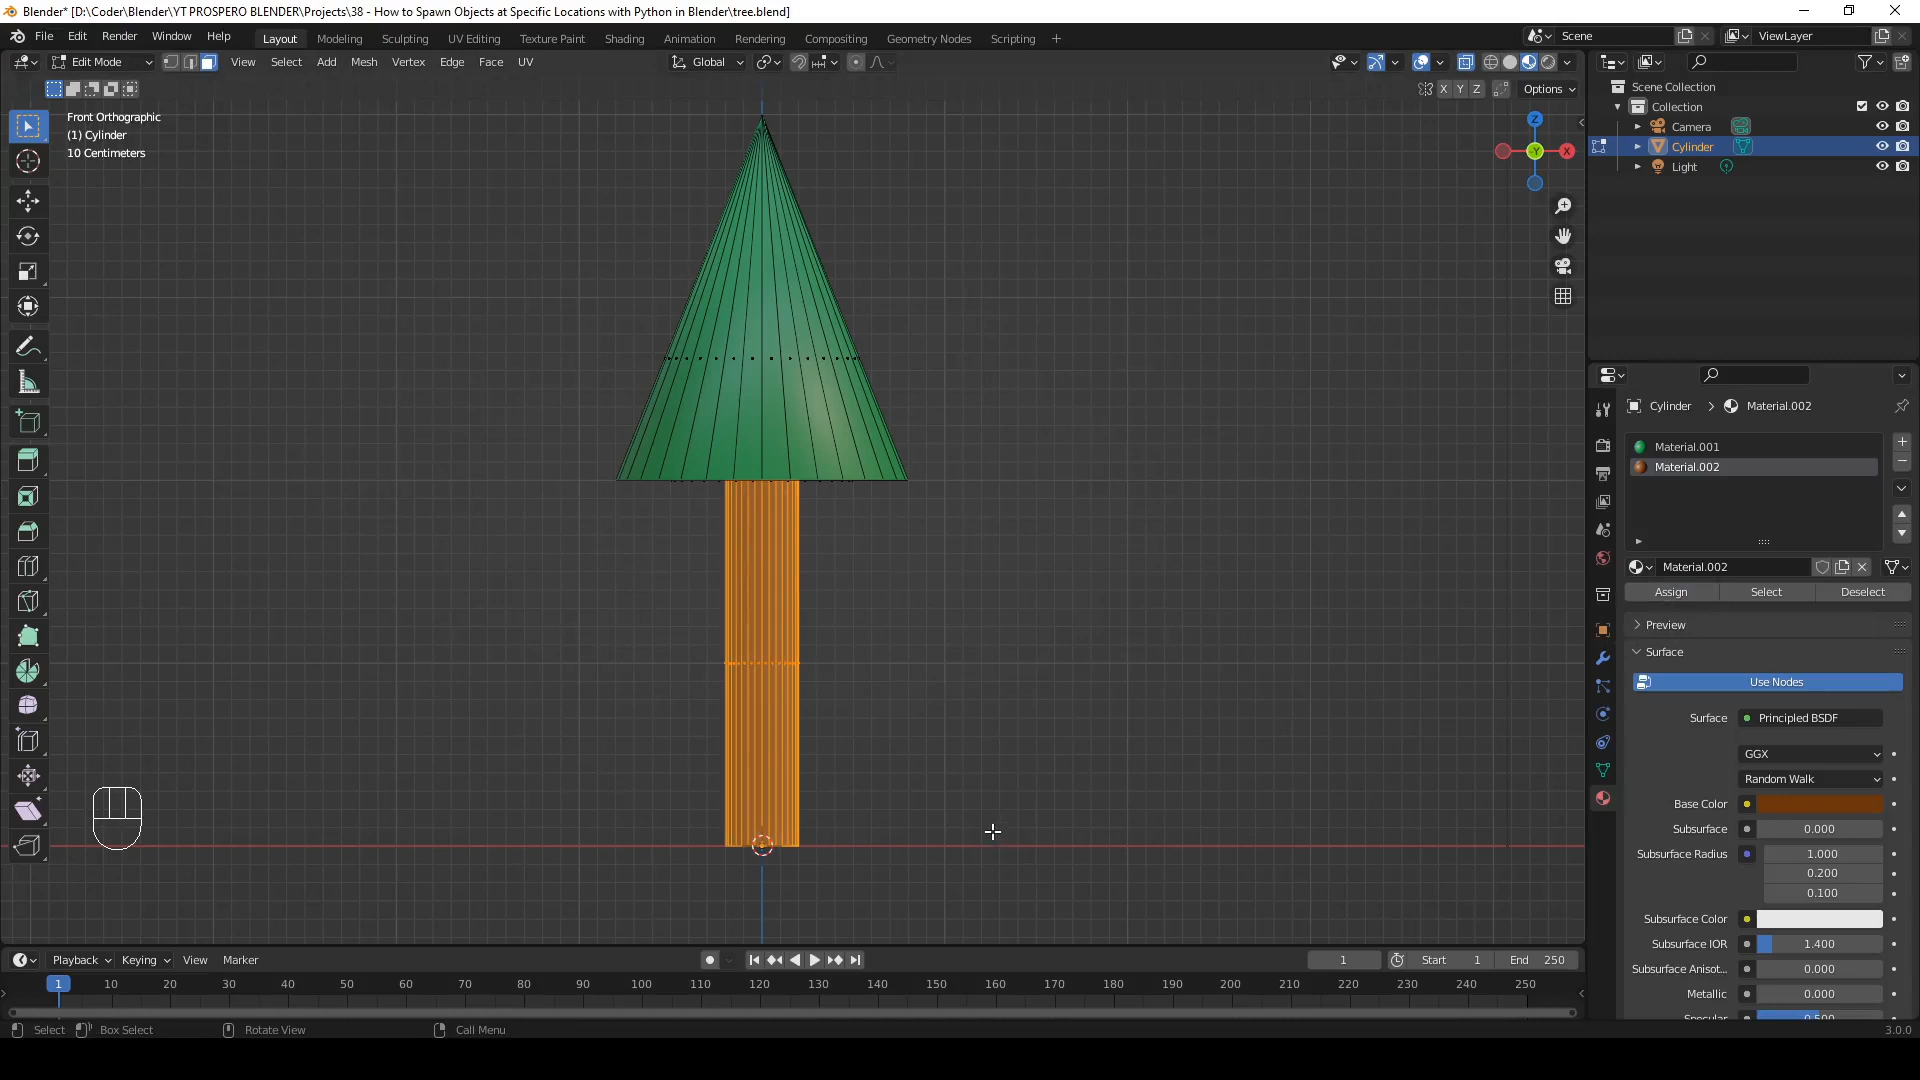 Blender* [D:\Coder\Blender\YT PROSPERO BLENDER\Projects\38 - How to Spawn Objects at Specific Locations with Python in Blender\tree.blend]
File Edit Render Window Help Layout Modeling Sculpting UV Editing Texture Paint Shading Animation Rendering Compositing Geometry Nodes Scripting + Scene ViewLayer
Edit Mode View Select Add Mesh Vertex Edge Face UV Global
X Y Z Options
Front Orthographic
(1) Cylinder
10 Centimeters
Z
-Y X
Scene Collection
Collection
Camera
Cylinder
Light
Cylinder > Material.002
Material.001
Material.002
Material.002
Assign Select Deselect
Preview
Surface
Use Nodes
Surface Principled BSDF
GGX
Random Walk
Base Color
Subsurface 0.000
Subsurface Radius 1.000
0.200
0.100
Subsurface Color
Subsurface IOR 1.400
Subsurface Anisot... 0.000
Metallic 0.000
Specular 0.500
Playback Keying View Marker 1 Start 1 End 250
1 10 20 30 40 50 60 70 80 90 100 110 120 130 140 150 160 170 180 190 200 210 220 230 240 250
Select Box Select Rotate View Call Menu 3.0.0